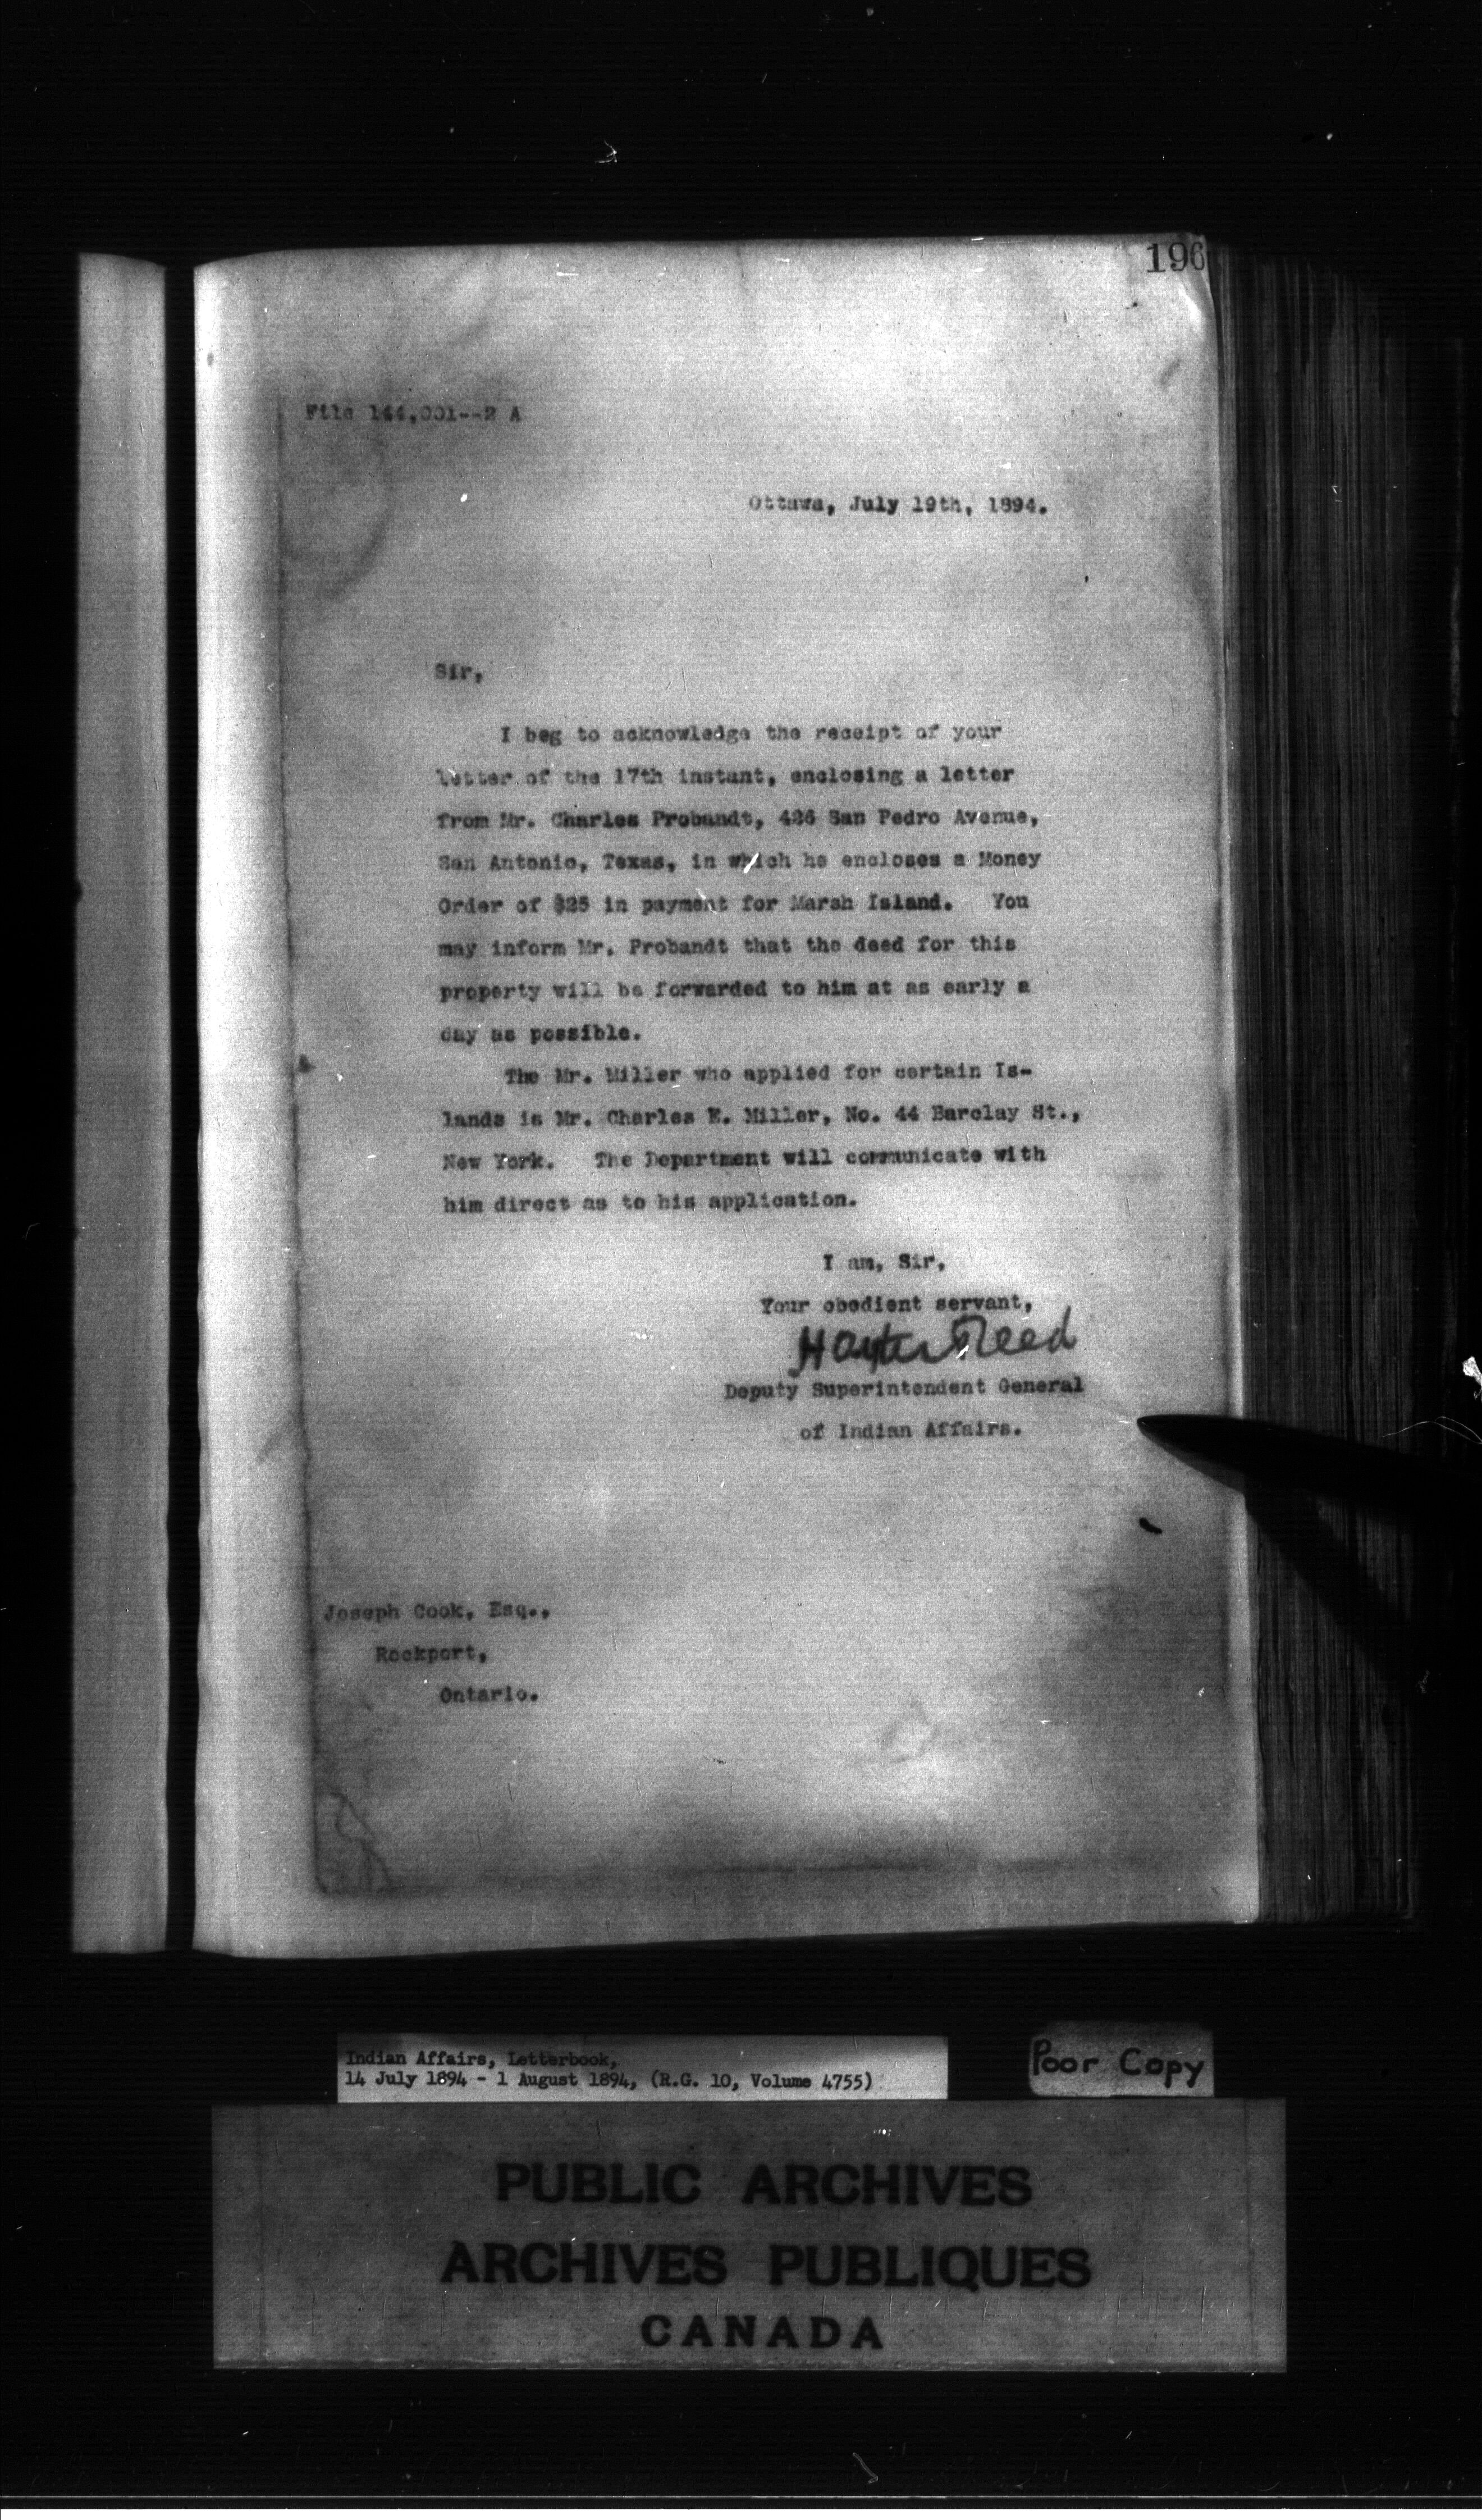 196
File 144,001--2 A
Ottawa, July 19th, 1894.
Sir,
I beg to acknowledge the receipt of your
letter of the 17th instant, enclosing a letter
from Mr. Charles Probandt, 426 San Pedro Avenue,
San Antonio, Texas, in which he encloses a Money
Order of $25 in payment for Marsh Island. You
may inform Mr. Probandt that the deed for this
property will be forwarded to him at as early a
day as possible.
The Mr. Miller who applied for certain Is-
lands is Mr. Charles E. Miller, No. 44 Barclay St.,
New York. The Department will communicate with
him direct as to his application.
I am, Sir,
Your obedient servant,
Hayter Reed
Deputy Superintendent General
of Indian Affairs.
Joseph Cook, Esq.,
Rockport,
Ontario.
Indian Affairs, Letterbook,
14 July 1894 - 1 August 1894, (R.G. 10, Volume 4755)
Poor Copy
PUBLIC ARCHIVES
ARCHIVES PUBLIQUES
CANADA